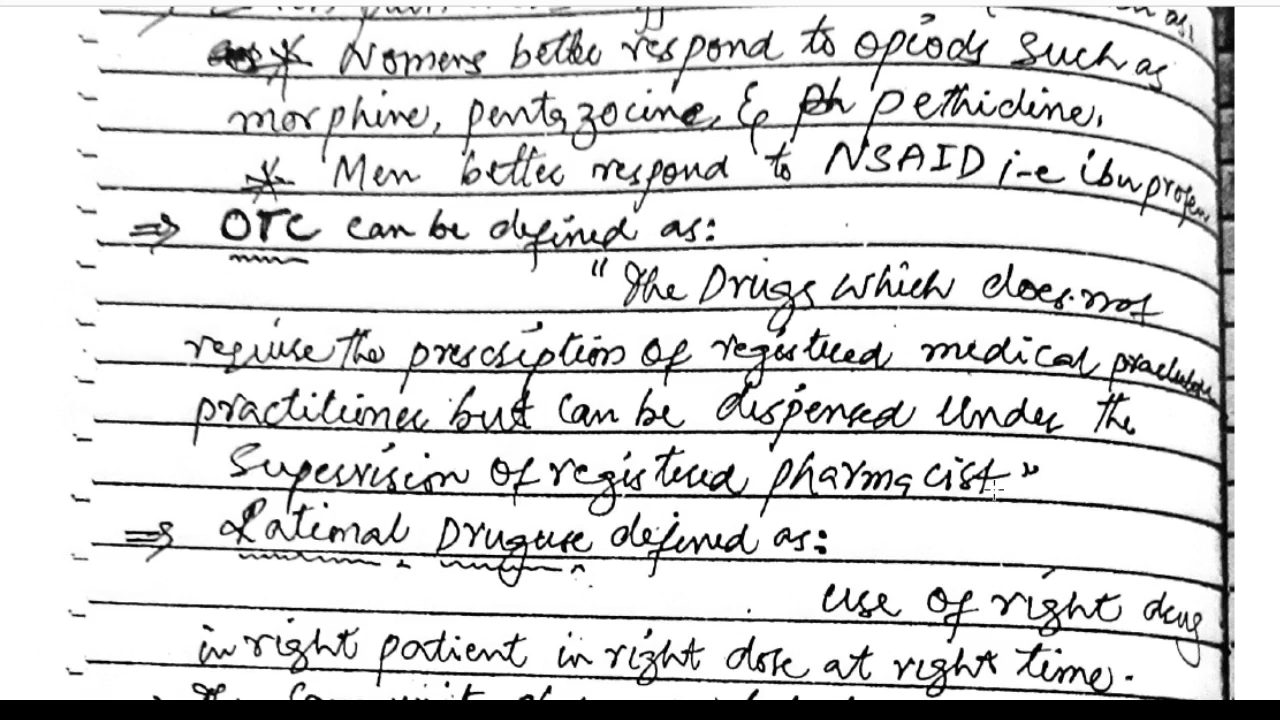 * Womens better respond to opiods such as
morphine, pentazocine, & pethidine.
* Men better respond to NSAID i-e ibuprofen
⇒ OTC can be defined as:
"The Drugs which does not
require the prescription of registered medical
practitioner but can be dispensed under the
Supervision of registered pharmacist"
⇒ Rational Druguse defined as:
use of right drug
in right patient in right dose at right time.